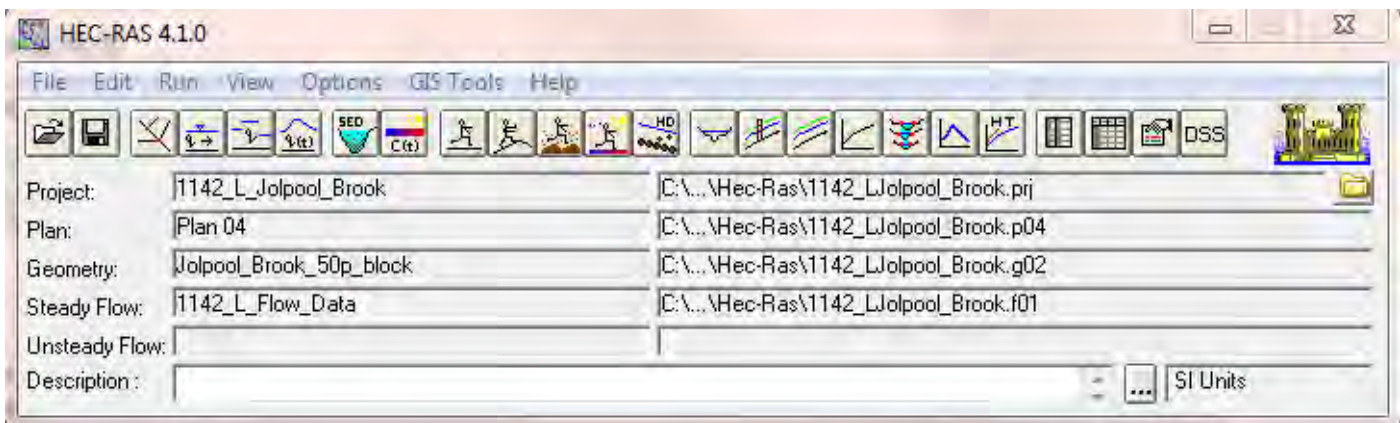 HEC-RAS 4.1.0
File Edit Run View Options GIS Tools Help
SED C(t) q(t) HD HT DSS
Project: 1142_L_Jolpool_Brook C:\...\Hec-Ras\1142_LJolpool_Brook.prj
Plan: Plan 04 C:\...\Hec-Ras\1142_LJolpool_Brook.p04
Geometry: Jolpool_Brook_50p_block C:\...\Hec-Ras\1142_LJolpool_Brook.g02
Steady Flow: 1142_L_Flow_Data C:\...\Hec-Ras\1142_LJolpool_Brook.f01
Unsteady Flow:
Description : ... SI Units